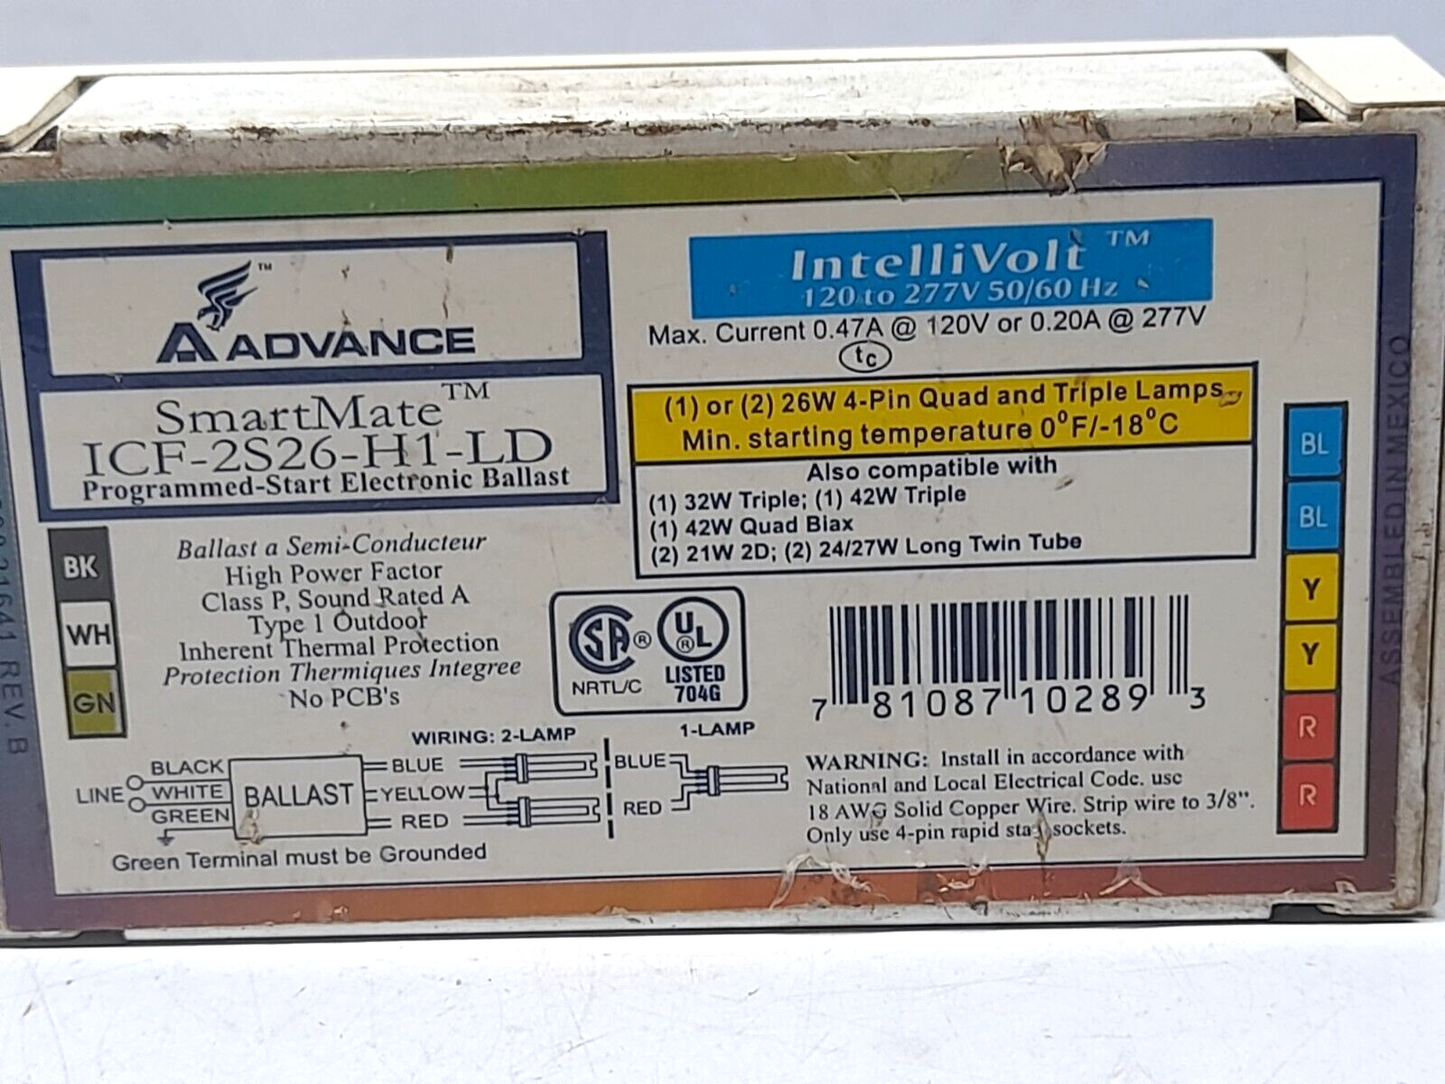 ™
ADVANCE
SmartMate™
ICF-2S26-H1-LD
Programmed-Start Electronic Ballast
IntelliVolt ™
120 to 277V 50/60 Hz
Max. Current 0.47A @ 120V or 0.20A @ 277V
tc
(1) or (2) 26W 4-Pin Quad and Triple Lamps
Min. starting temperature 0°F/-18°C
Also compatible with
(1) 32W Triple; (1) 42W Triple
(1) 42W Quad Biax
(2) 21W 2D; (2) 24/27W Long Twin Tube
BK
WH
GN
Ballast a Semi-Conducteur
High Power Factor
Class P, Sound Rated A
Type 1 Outdoor
Inherent Thermal Protection
Protection Thermiques Integree
No PCB's
SA ®
NRTL/C
UL ®
LISTED
704G
7 81087 10289 3
BL
BL
Y
Y
R
R
ASSEMBLED IN MEXICO
REV. B
WIRING: 2-LAMP
1-LAMP
LINE
BLACK
WHITE
GREEN
BALLAST
BLUE
YELLOW
RED
BLUE
RED
Green Terminal must be Grounded
WARNING: Install in accordance with
National and Local Electrical Code. use
18 AWG Solid Copper Wire. Strip wire to 3/8".
Only use 4-pin rapid sockets.